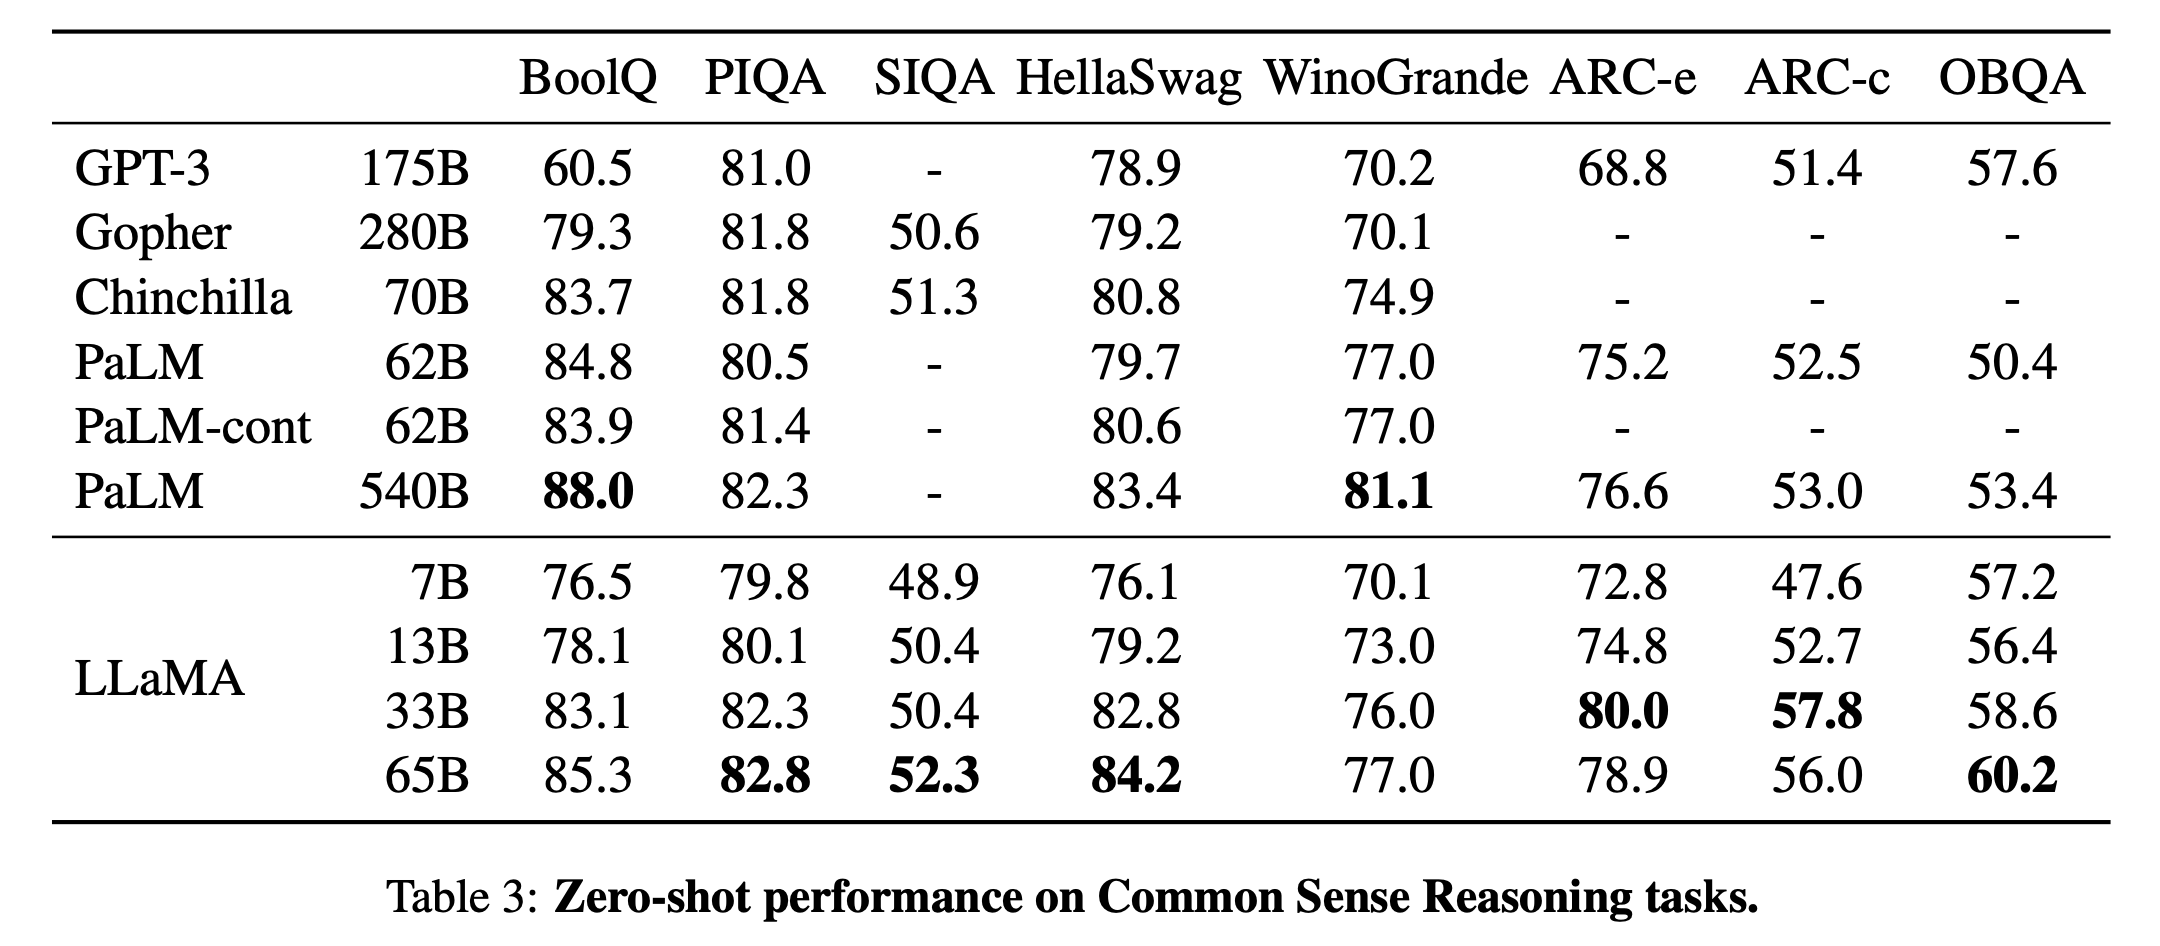 BoolQ PIQA SIQA HellaSwag WinoGrande ARC-e ARC-c OBQA
GPT-3 175B 60.5 81.0 - 78.9 70.2 68.8 51.4 57.6
Gopher 280B 79.3 81.8 50.6 79.2 70.1 - - -
Chinchilla 70B 83.7 81.8 51.3 80.8 74.9 - - -
PaLM 62B 84.8 80.5 - 79.7 77.0 75.2 52.5 50.4
PaLM-cont 62B 83.9 81.4 - 80.6 77.0 - - -
PaLM 540B 88.0 82.3 - 83.4 81.1 76.6 53.0 53.4
LLaMA
7B 76.5 79.8 48.9 76.1 70.1 72.8 47.6 57.2
13B 78.1 80.1 50.4 79.2 73.0 74.8 52.7 56.4
33B 83.1 82.3 50.4 82.8 76.0 80.0 57.8 58.6
65B 85.3 82.8 52.3 84.2 77.0 78.9 56.0 60.2
Table 3: Zero-shot performance on Common Sense Reasoning tasks.